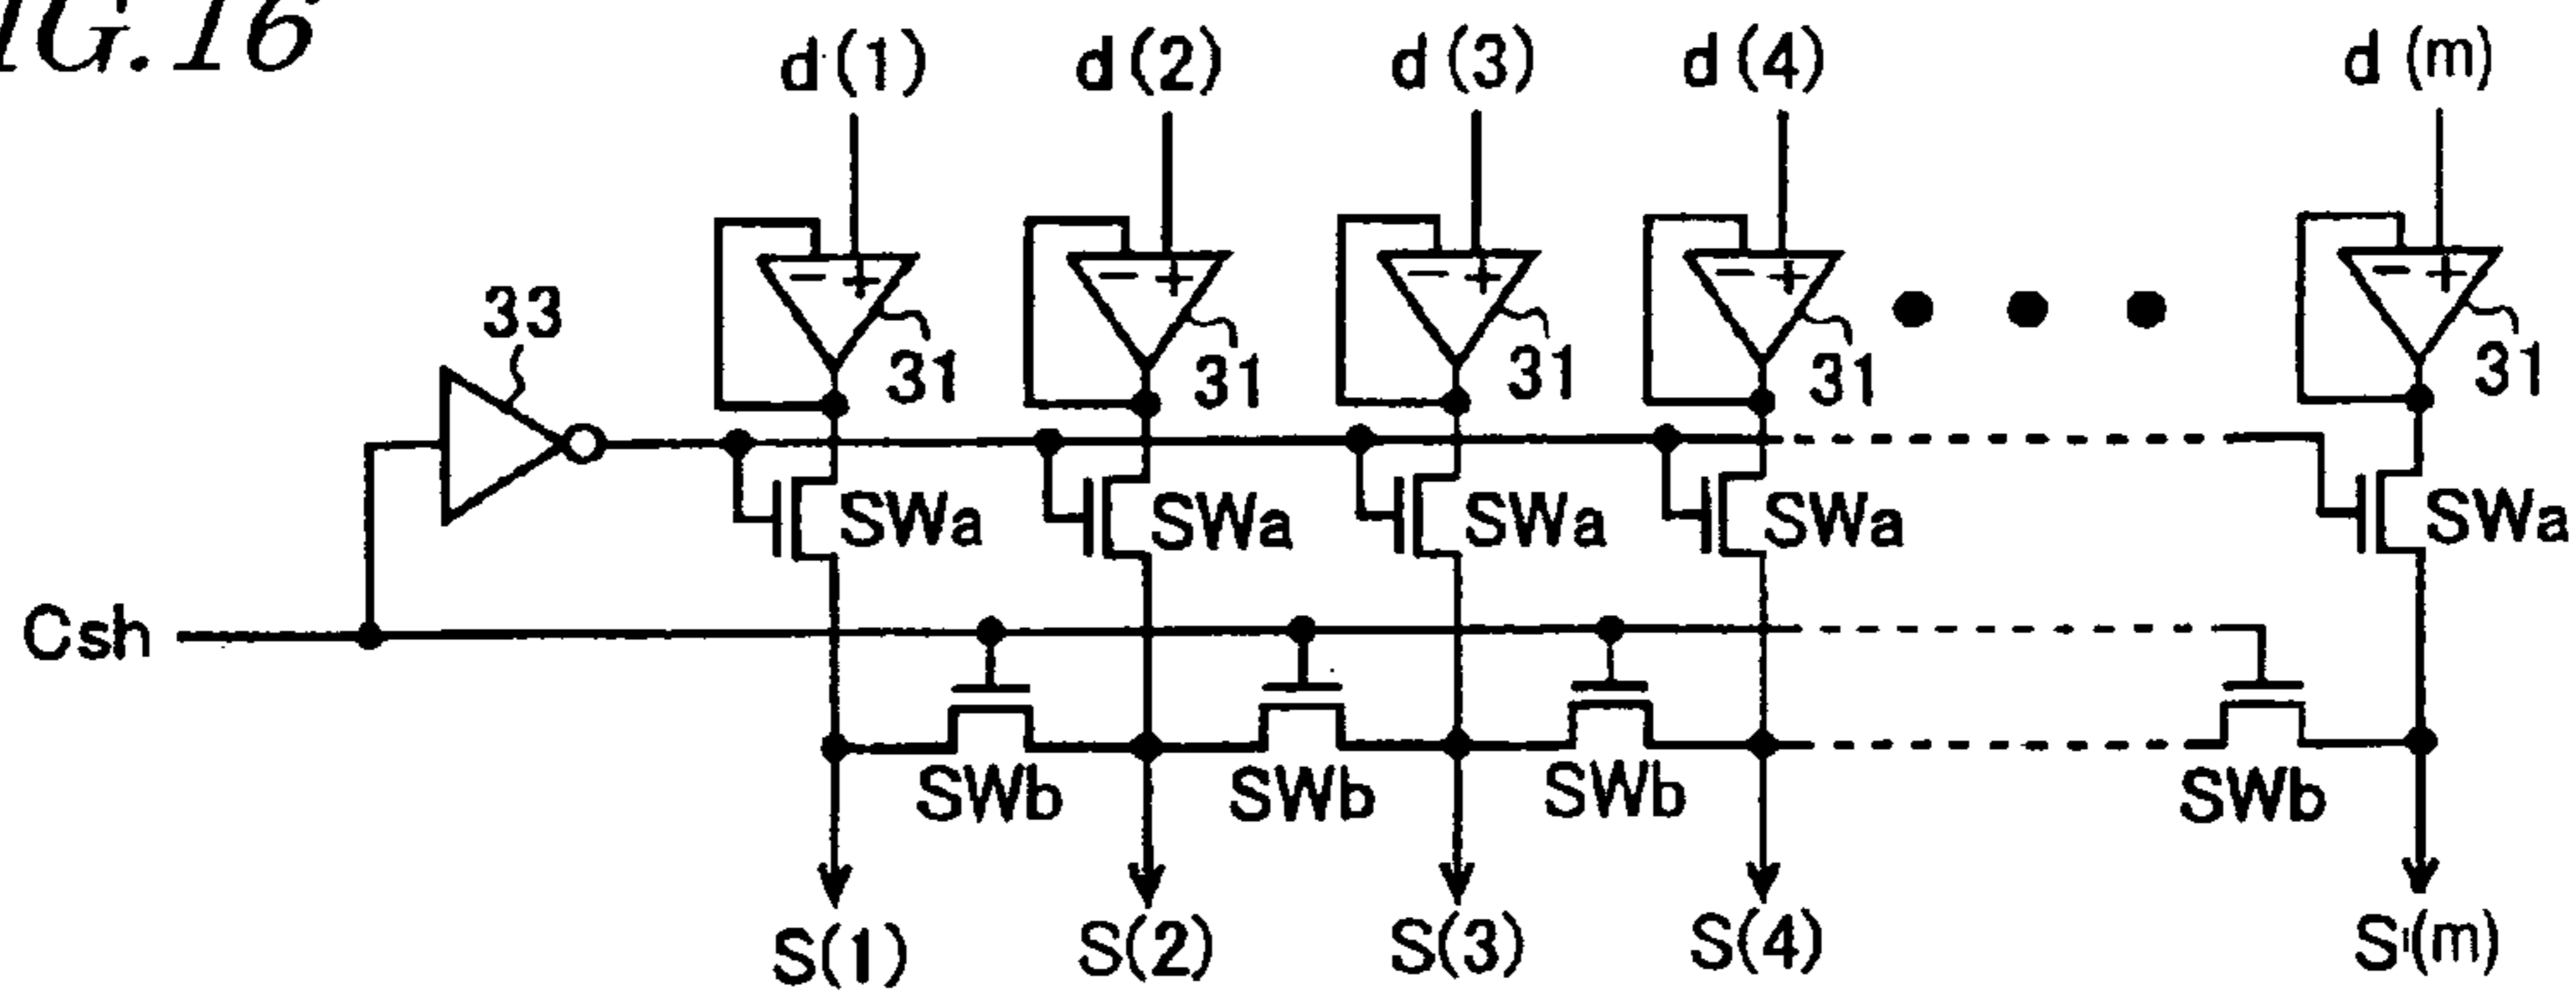 IG.16
d(1) d(2) d(3) d(4) d(m)
- + - + - + - + - +
33 31 31 31 31 31
SWa SWa SWa SWa SWa
Csh
SWb SWb SWb SWb
S(1) S(2) S(3) S(4) S(m)